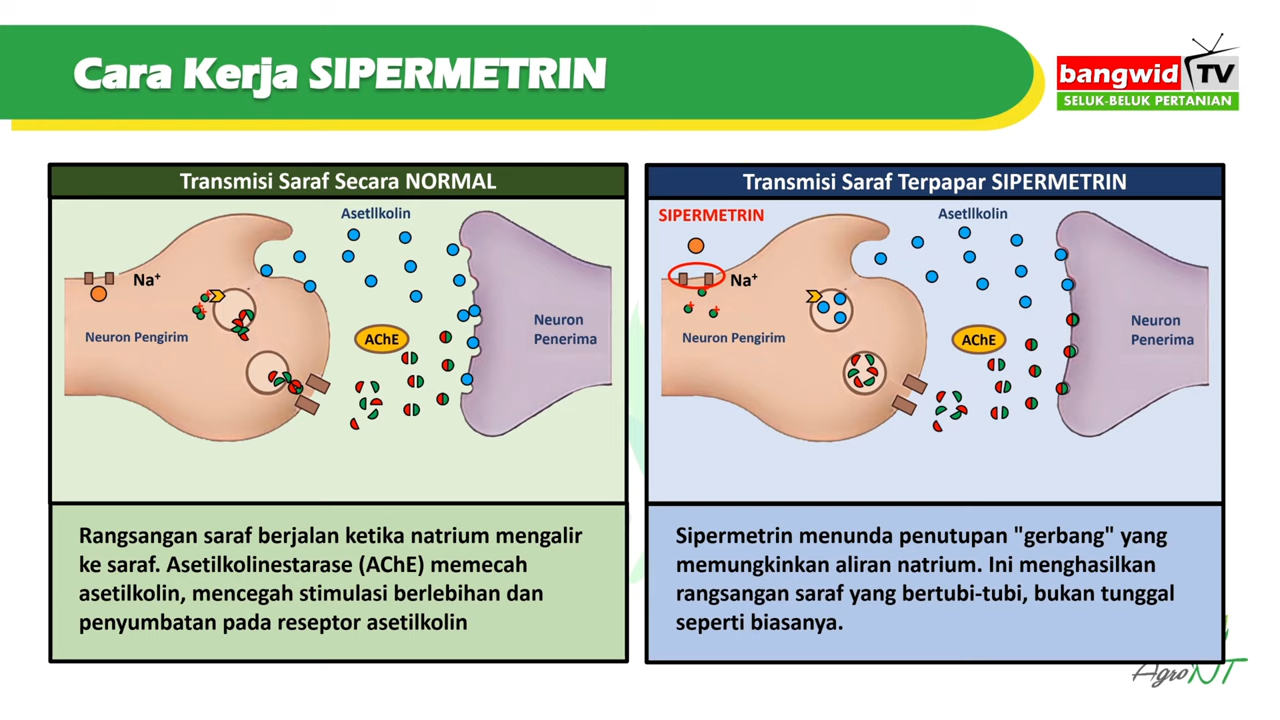 Cara Kerja SIPERMETRIN
bangwid TV
SELUK-BELUK PERTANIAN
Transmisi Saraf Secara NORMAL
Asetllkolin
Na⁺
Neuron Pengirim
AChE
Neuron
Penerima
Rangsangan saraf berjalan ketika natrium mengalir
ke saraf. Asetilkolinestarase (AChE) memecah
asetilkolin, mencegah stimulasi berlebihan dan
penyumbatan pada reseptor asetilkolin
Transmisi Saraf Terpapar SIPERMETRIN
SIPERMETRIN
Asetllkolin
Na⁺
Neuron Pengirim
AChE
Neuron
Penerima
Sipermetrin menunda penutupan "gerbang" yang
memungkinkan aliran natrium. Ini menghasilkan
rangsangan saraf yang bertubi-tubi, bukan tunggal
seperti biasanya.
AgroNT